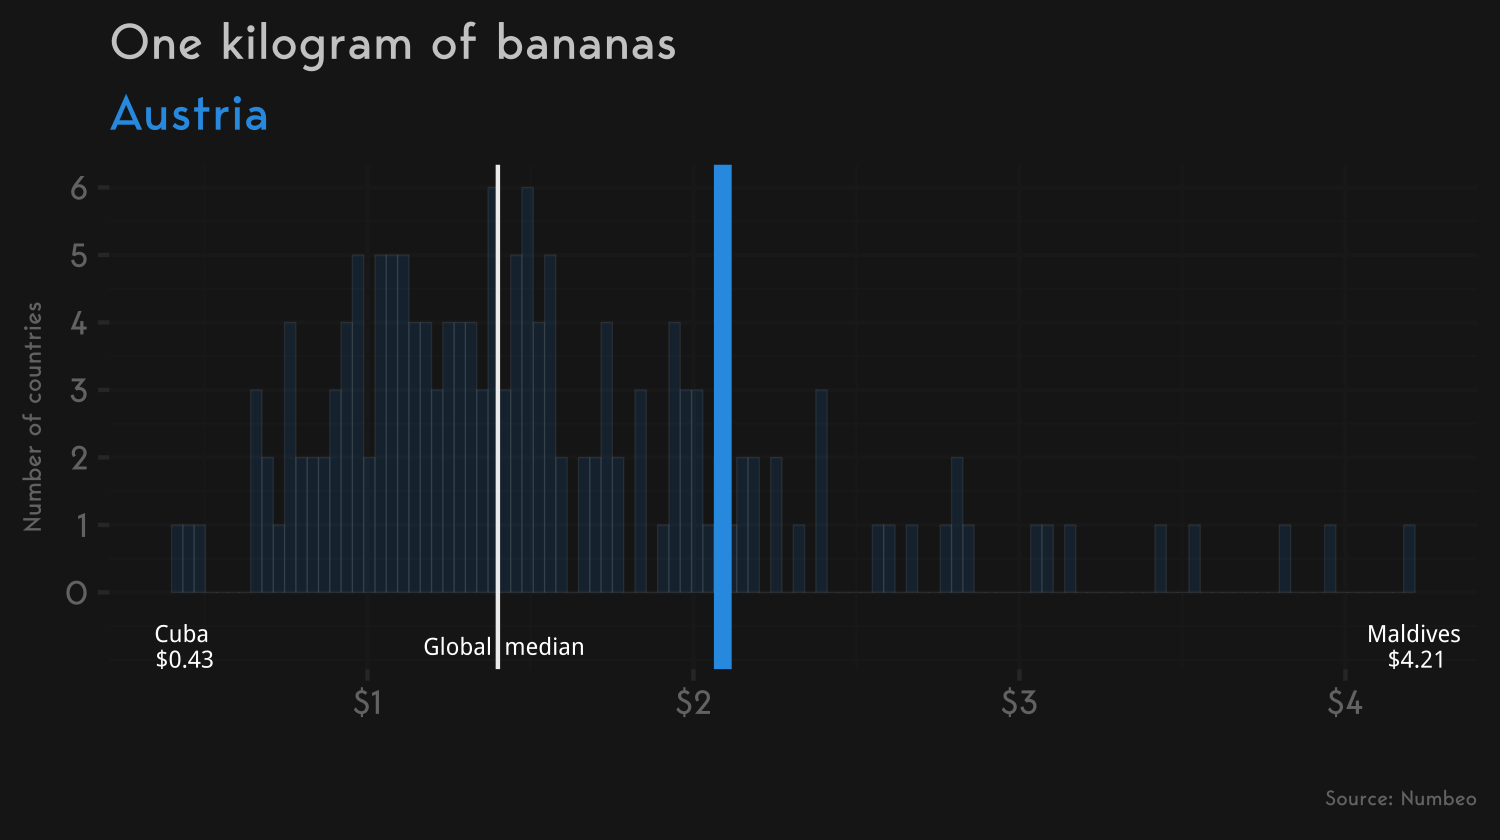 One kilogram of bananas
Austria
Number of countries
6
5
4
3
2
1
0
Cuba
$0.43
Global median
Maldives
$4.21
$1 $2 $3 $4
Source: Numbeo